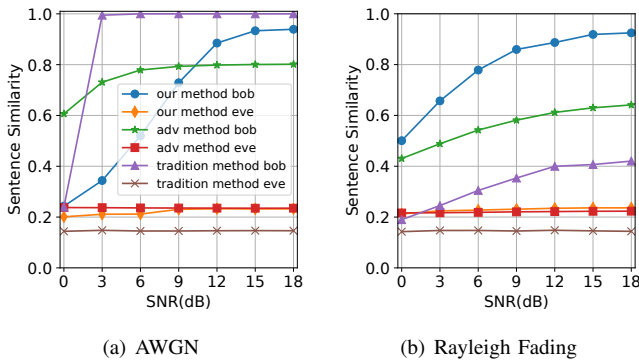 Sentence Similarity
1.0
0.8
0.6
0.4
0.2
0.0
our method bob
our method eve
adv method bob
adv method eve
tradition method bob
tradition method eve
0 3 6 9 12 15 18
SNR(dB)
(a) AWGN
Sentence Similarity
1.0
0.8
0.6
0.4
0.2
0.0
0 3 6 9 12 15 18
SNR(dB)
(b) Rayleigh Fading